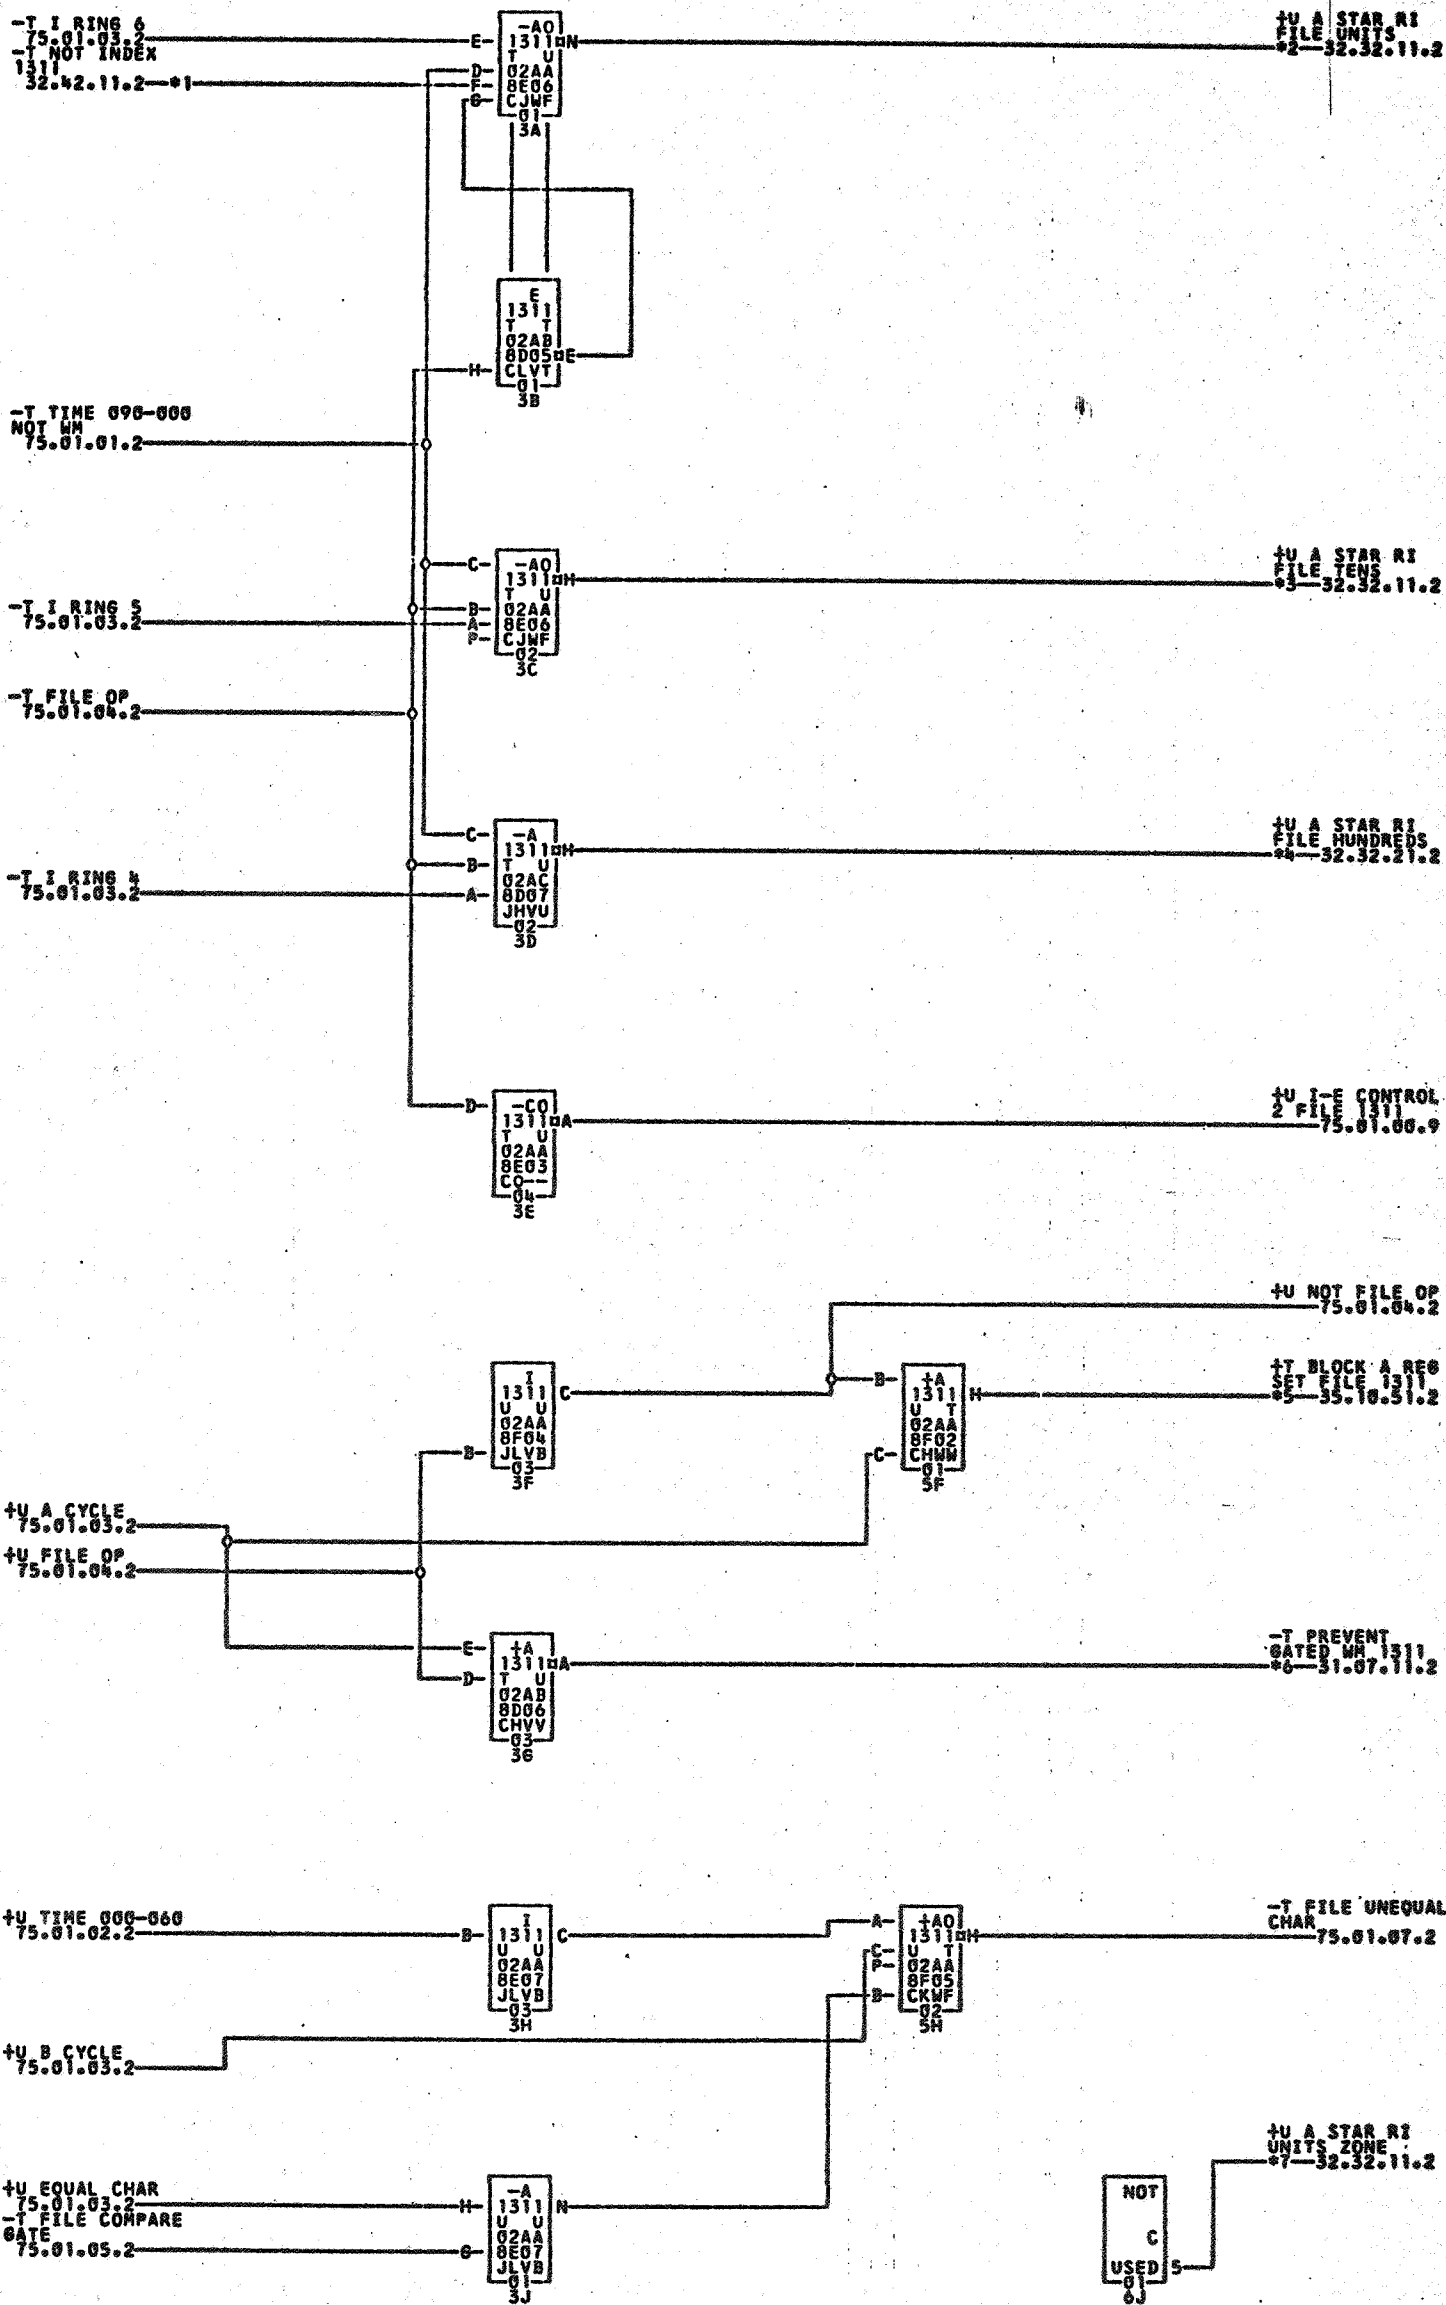 -T I RING 6
75.01.03.2
-T NOT INDEX
1311
32.42.11.2—*1
E
D
F
G
-AO
1311 N
T U
02AA
8E06
CJWF
01
3A
+U A STAR RI
FILE UNITS
*2—32.32.11.2
E
1311
T T
02AB
8D05 E
H
CLVT
01
3B
-T TIME 090-000
NOT WM
75.01.01.2
C
B
A
P
-AO
1311 H
T U
02AA
8E06
CJWF
02
3C
+U A STAR RI
FILE TENS
*3—32.32.11.2
-T I RING 5
75.01.03.2
-T FILE OP
75.01.04.2
C
B
A
-A
1311 H
T U
02AC
8D07
JHVU
02
3D
+U A STAR RI
FILE HUNDREDS
*4—32.32.21.2
-T I RING 4
75.01.03.2
D
-CO
1311 A
T U
02AA
8E03
CQ--
04
3E
+U I-E CONTROL
2 FILE 1311
75.01.00.9
+U NOT FILE OP
75.01.04.2
I
1311 C
U U
02AA
8F04
B
JLVB
03
3F
B
C
+A
1311 H
U T
02AA
8F02
CHWW
01
5F
+T BLOCK A REG
SET FILE 1311
*5—35.10.51.2
+U A CYCLE
75.01.03.2
+U FILE OP
75.01.04.2
E
D
+A
1311 A
T U
02AB
8D06
CHVV
03
3G
-T PREVENT
GATED WM 1311
*6—31.07.11.2
+U TIME 000-060
75.01.02.2
B
I
1311 C
U U
02AA
8E07
JLVB
03
3H
A
C
P
B
+AO
1311 H
U T
02AA
8F05
CKWF
02
5H
-T FILE UNEQUAL
CHAR
75.01.07.2
+U B CYCLE
75.01.03.2
+U EQUAL CHAR
75.01.03.2
-T FILE COMPARE
GATE
75.01.05.2
H
G
-A
1311 N
U U
02AA
8E07
JLVB
01
3J
NOT
C
USED S
01
6J
+U A STAR RI
UNITS ZONE
*7—32.32.11.2